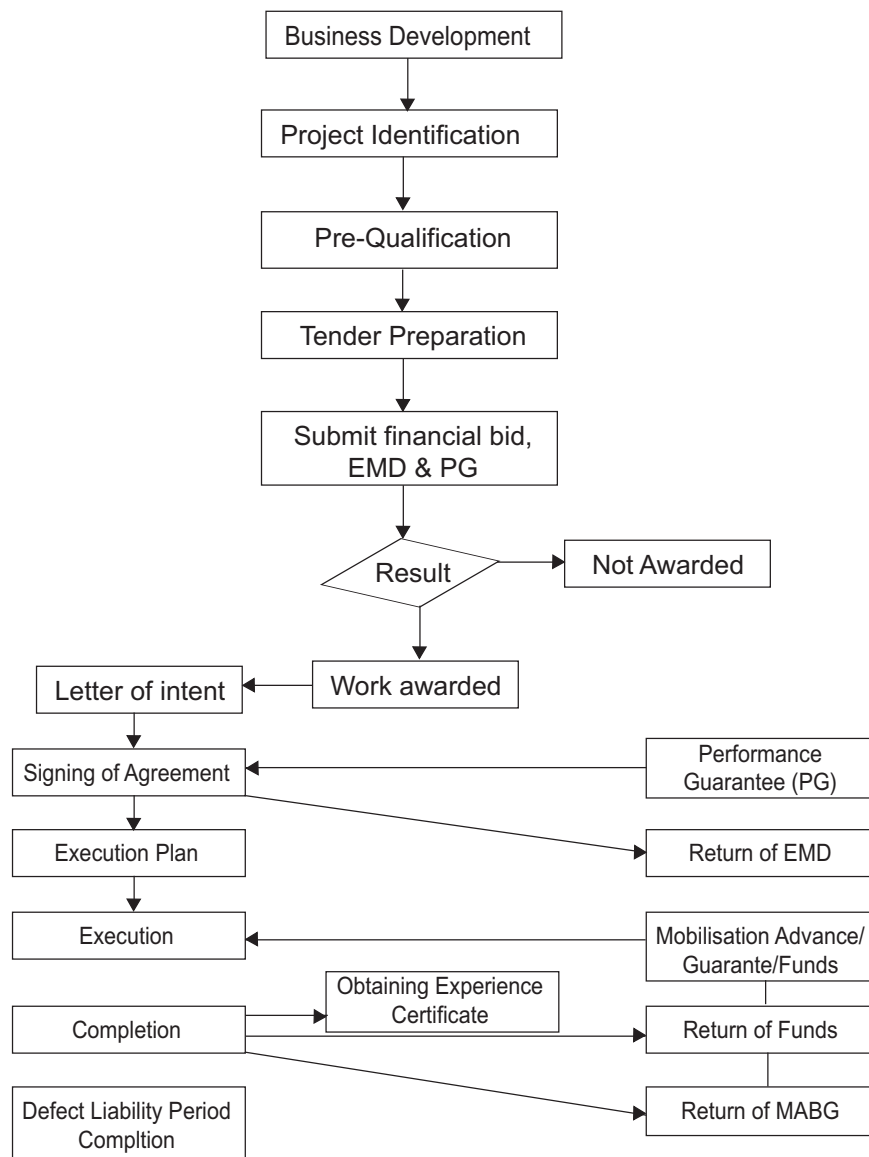 Business Development
Project Identification
Pre-Qualification
Tender Preparation
Submit financial bid,
EMD & PG
Result
Not Awarded
Work awarded
Letter of intent
Signing of Agreement
Performance
Guarantee (PG)
Execution Plan
Return of EMD
Execution
Mobilisation Advance/
Guarante/Funds
Obtaining Experience
Certificate
Completion
Return of Funds
Defect Liability Period
Compltion
Return of MABG